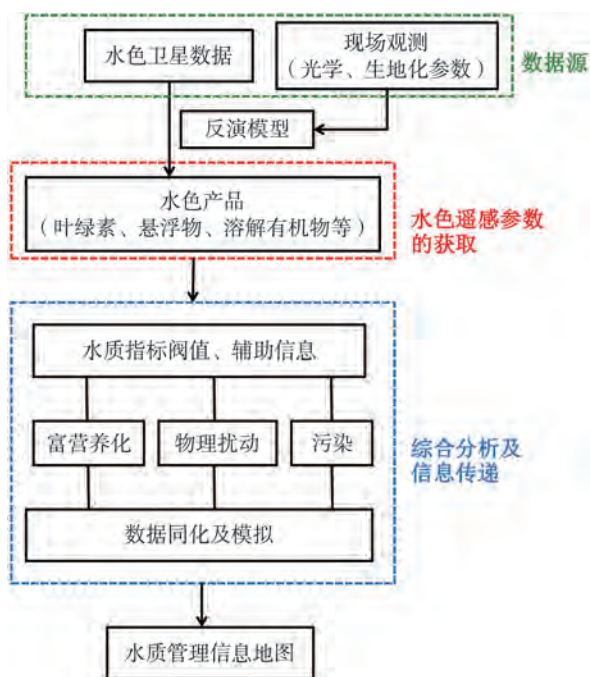 水色卫星数据
现场观测
（光学、生地化参数）
数据源
反演模型
水色产品
（叶绿素、悬浮物、溶解有机物等）
水色遥感参数
的获取
水质指标阀值、辅助信息
富营养化
物理扰动
污染
综合分析及
信息传递
数据同化及模拟
水质管理信息地图